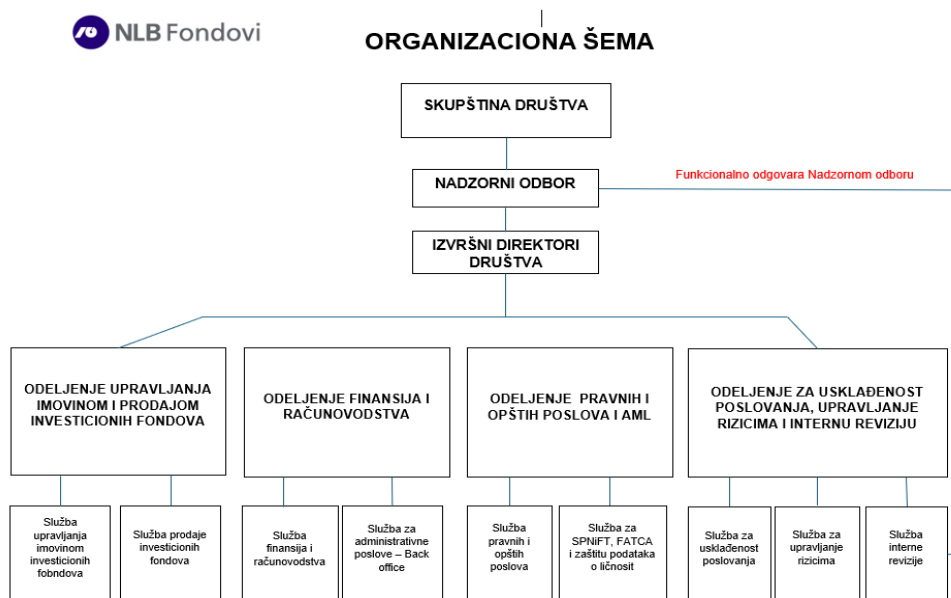 NLB Fondovi
ORGANIZACIONA ŠEMA
SKUPŠTINA DRUŠTVA
NADZORNI ODBOR
Funkcionalno odgovara Nadzornom odboru
IZVRŠNI DIREKTORI
DRUŠTVA
ODELJENJE UPRAVLJANJA
IMOVINOM I PRODAJOM
INVESTICIONIH FONDOVA
ODELJENJE FINANSIJA I
RAČUNOVODSTVA
ODELJENJE PRAVNIH I
OPŠTIH POSLOVA I AML
ODELJENJE ZA USKLAĐENOST
POSLOVANJA, UPRAVLJANJE
RIZICIMA I INTERNU REVIZIJU
Služba
upravljanja
imovinom
investicionih
fobndova
Služba prodaje
investicionih
fondova
Služba
finansija i
računovodstva
Služba za
administrativne
poslove – Back
office
Služba
pravnih i
opštih
poslova
Služba za
SPNiFT, FATCA
i zaštitu podataka
o ličnosit
Služba za
usklađenost
poslovanja
Služba za
upravljanje
rizicima
Služba
interne
revizije